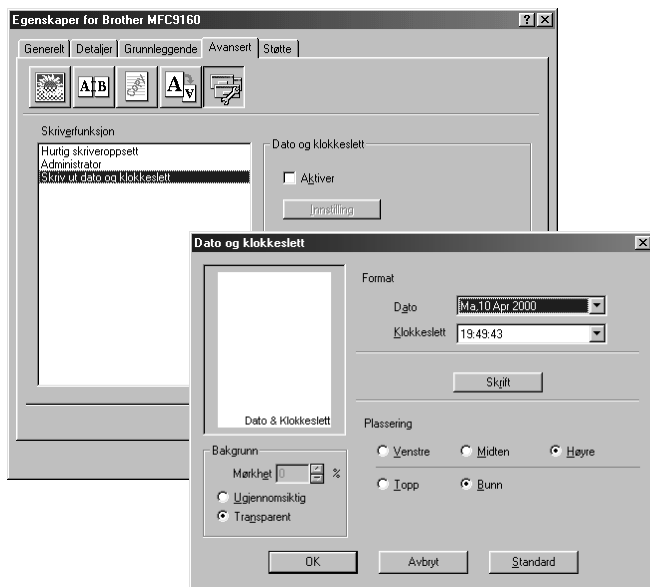 Egenskaper for Brother MFC9160
Generelt Detaljer Grunnleggende Avansert Støtte
A B
Copy
A V
Skriverfunksjon
Hurtig skriveroppsett
Administrator
Skriv ut dato og klokkeslett
Dato og klokkeslett
Aktiver
Innstilling
Dato og klokkeslett
Dato & Klokkeslett
Format
Dato Ma,10 Apr 2000
Klokkeslett 19:49:43
Skrift
Plassering
Venstre Midten Høyre
Topp Bunn
Bakgrunn
Mørkhet 0 %
Ugjennomsiktig
Transparent
OK Avbryt Standard